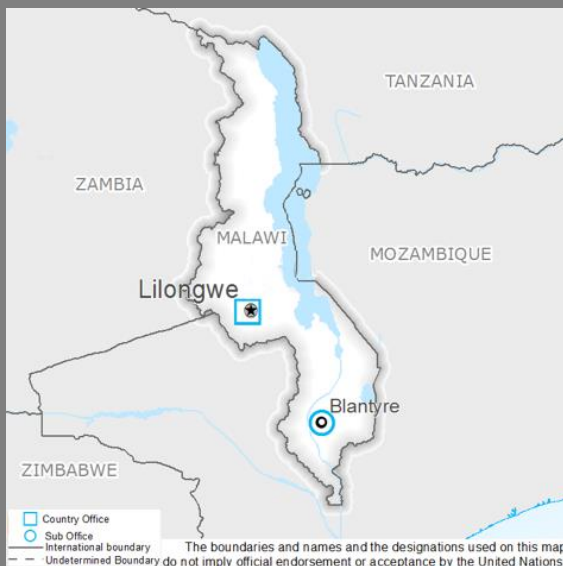 TANZANIA
ZAMBIA
MALAWI
MOZAMBIQUE
Lilongwe
Blantyre
ZIMBABWE
Country Office
Sub Office
International boundary
Undetermined Boundary
The boundaries and names and the designations used on this map
do not imply official endorsement or acceptance by the United Nations